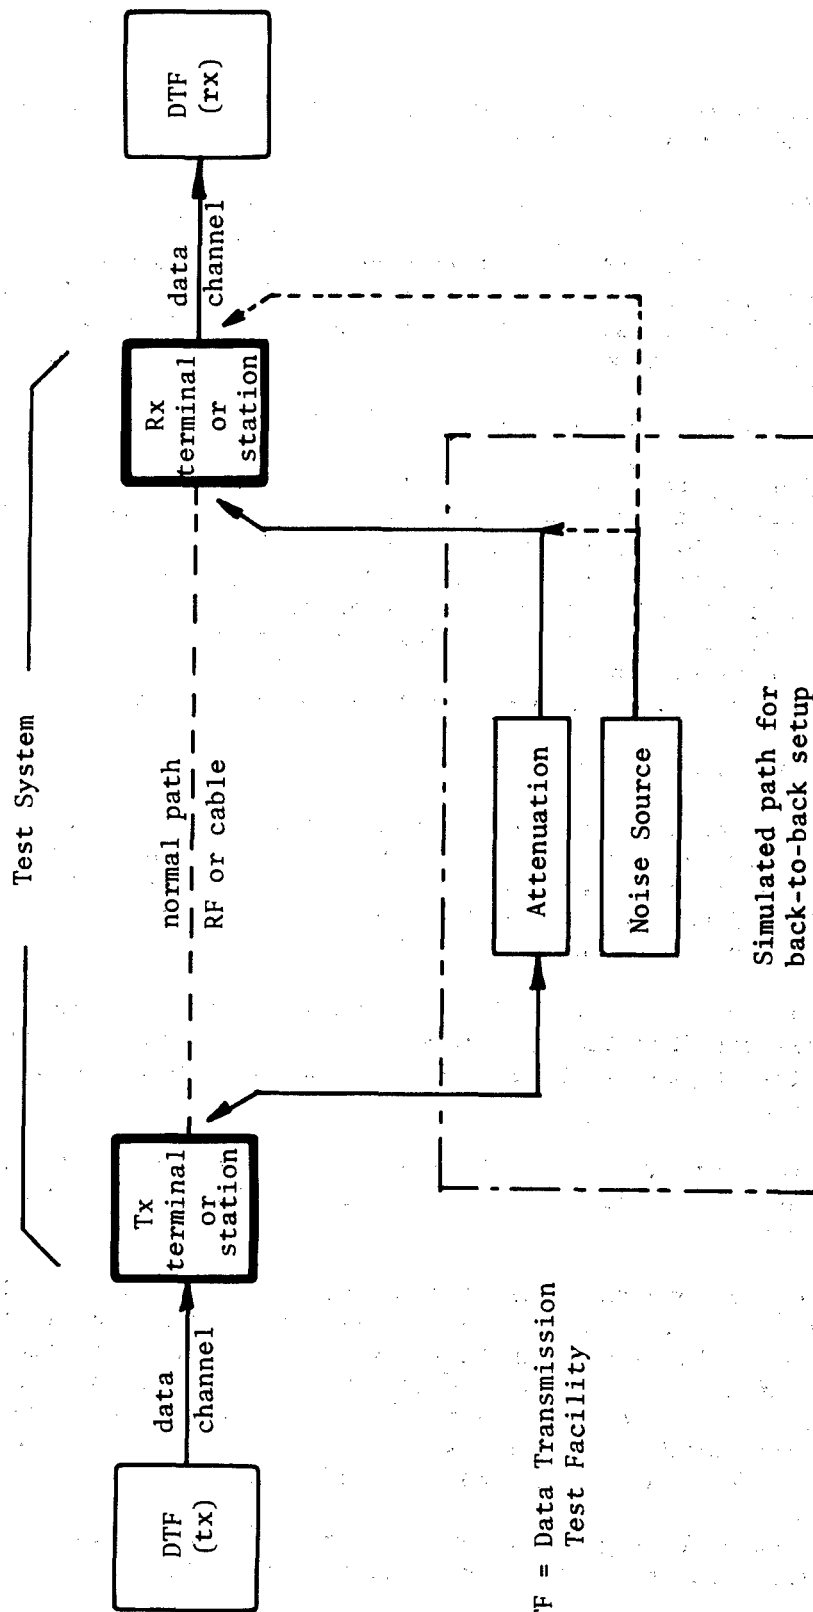 Test System
DTF
(tx)
data
channel
Tx
terminal
or
station
normal path
RF or cable
Rx
terminal
or
station
data
channel
DTF
(rx)
Attenuation
Noise Source
TF = Data Transmission
Test Facility
Simulated path for
back-to-back setup